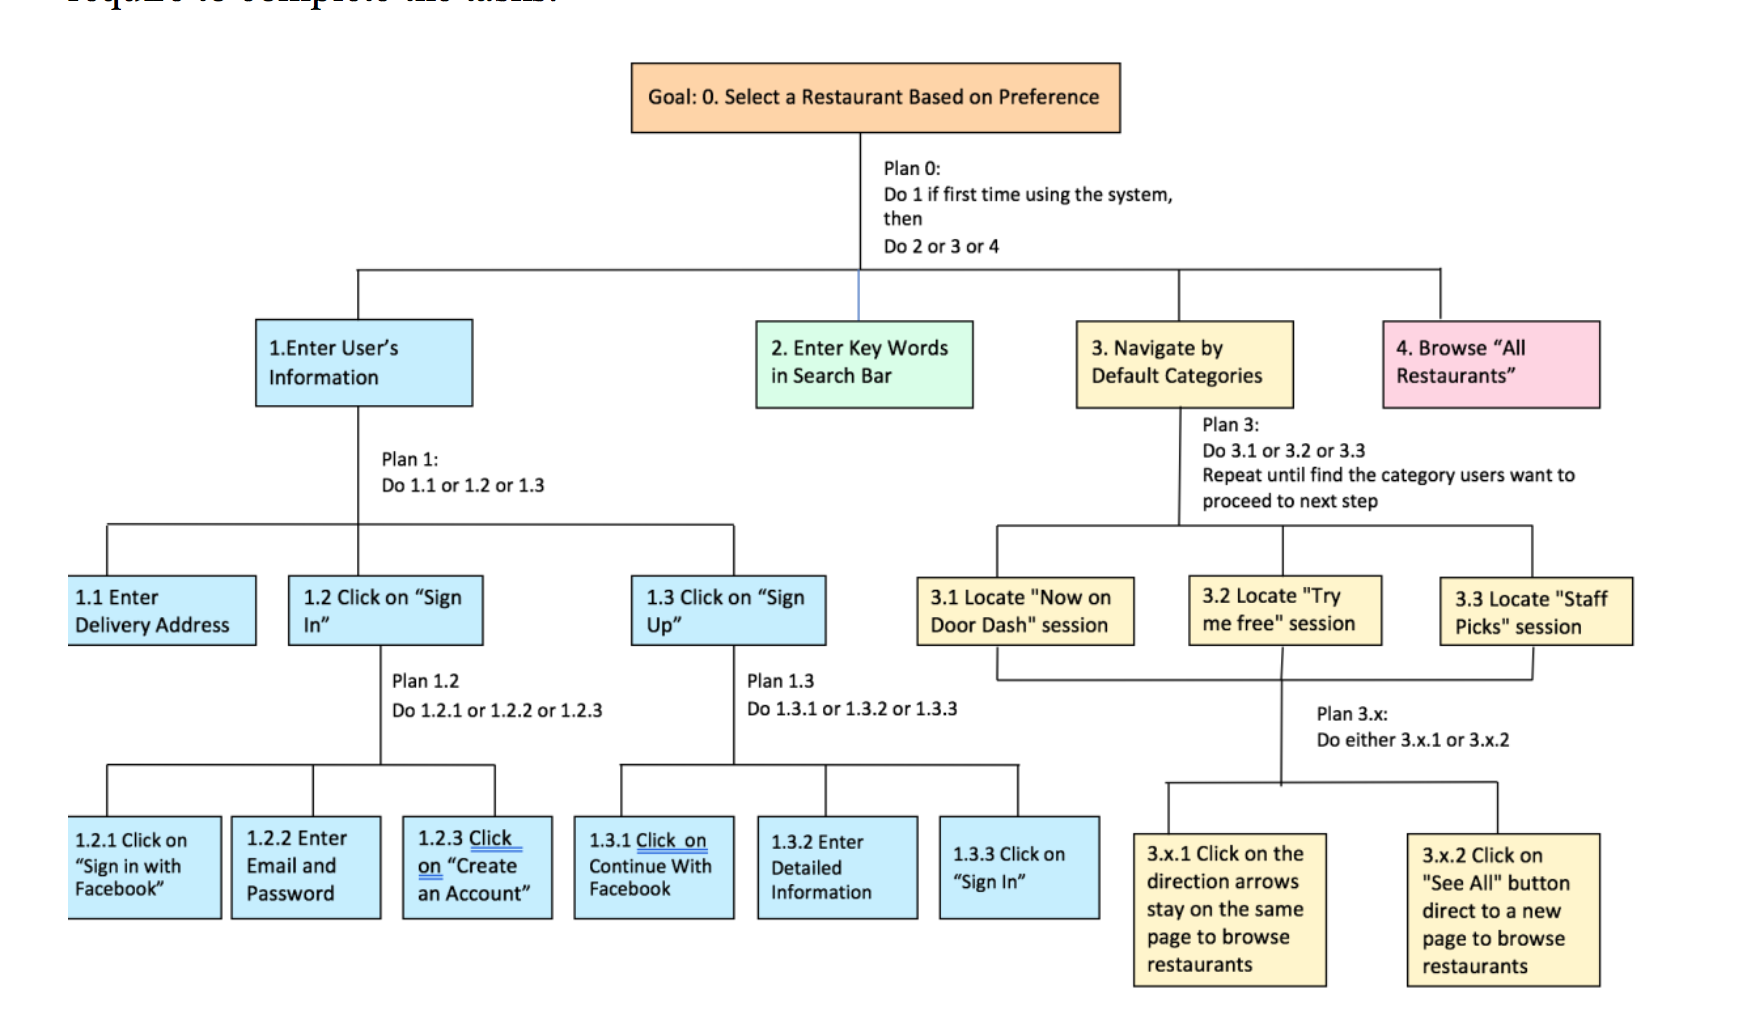 require to complete the tasks.
Goal: 0. Select a Restaurant Based on Preference
Plan 0:
Do 1 if first time using the system,
then
Do 2 or 3 or 4
1.Enter User’s
Information
2. Enter Key Words
in Search Bar
3. Navigate by
Default Categories
4. Browse “All
Restaurants”
Plan 1:
Do 1.1 or 1.2 or 1.3
Plan 3:
Do 3.1 or 3.2 or 3.3
Repeat until find the category users want to
proceed to next step
1.1 Enter
Delivery Address
1.2 Click on “Sign
In”
1.3 Click on “Sign
Up”
3.1 Locate "Now on
Door Dash" session
3.2 Locate "Try
me free" session
3.3 Locate "Staff
Picks" session
Plan 1.2
Do 1.2.1 or 1.2.2 or 1.2.3
Plan 1.3
Do 1.3.1 or 1.3.2 or 1.3.3
Plan 3.x:
Do either 3.x.1 or 3.x.2
1.2.1 Click on
“Sign in with
Facebook”
1.2.2 Enter
Email and
Password
1.2.3 Click
on “Create
an Account”
1.3.1 Click on
Continue With
Facebook
1.3.2 Enter
Detailed
Information
1.3.3 Click on
“Sign In”
3.x.1 Click on the
direction arrows
stay on the same
page to browse
restaurants
3.x.2 Click on
"See All" button
direct to a new
page to browse
restaurants